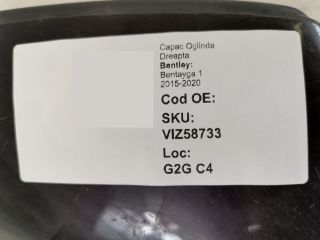 Capac Oglinda
Dreapta
Bentley:
Bentayga 1
2015-2020
Cod OE:
SKU:
VIZ58733
Loc:
G2G C4